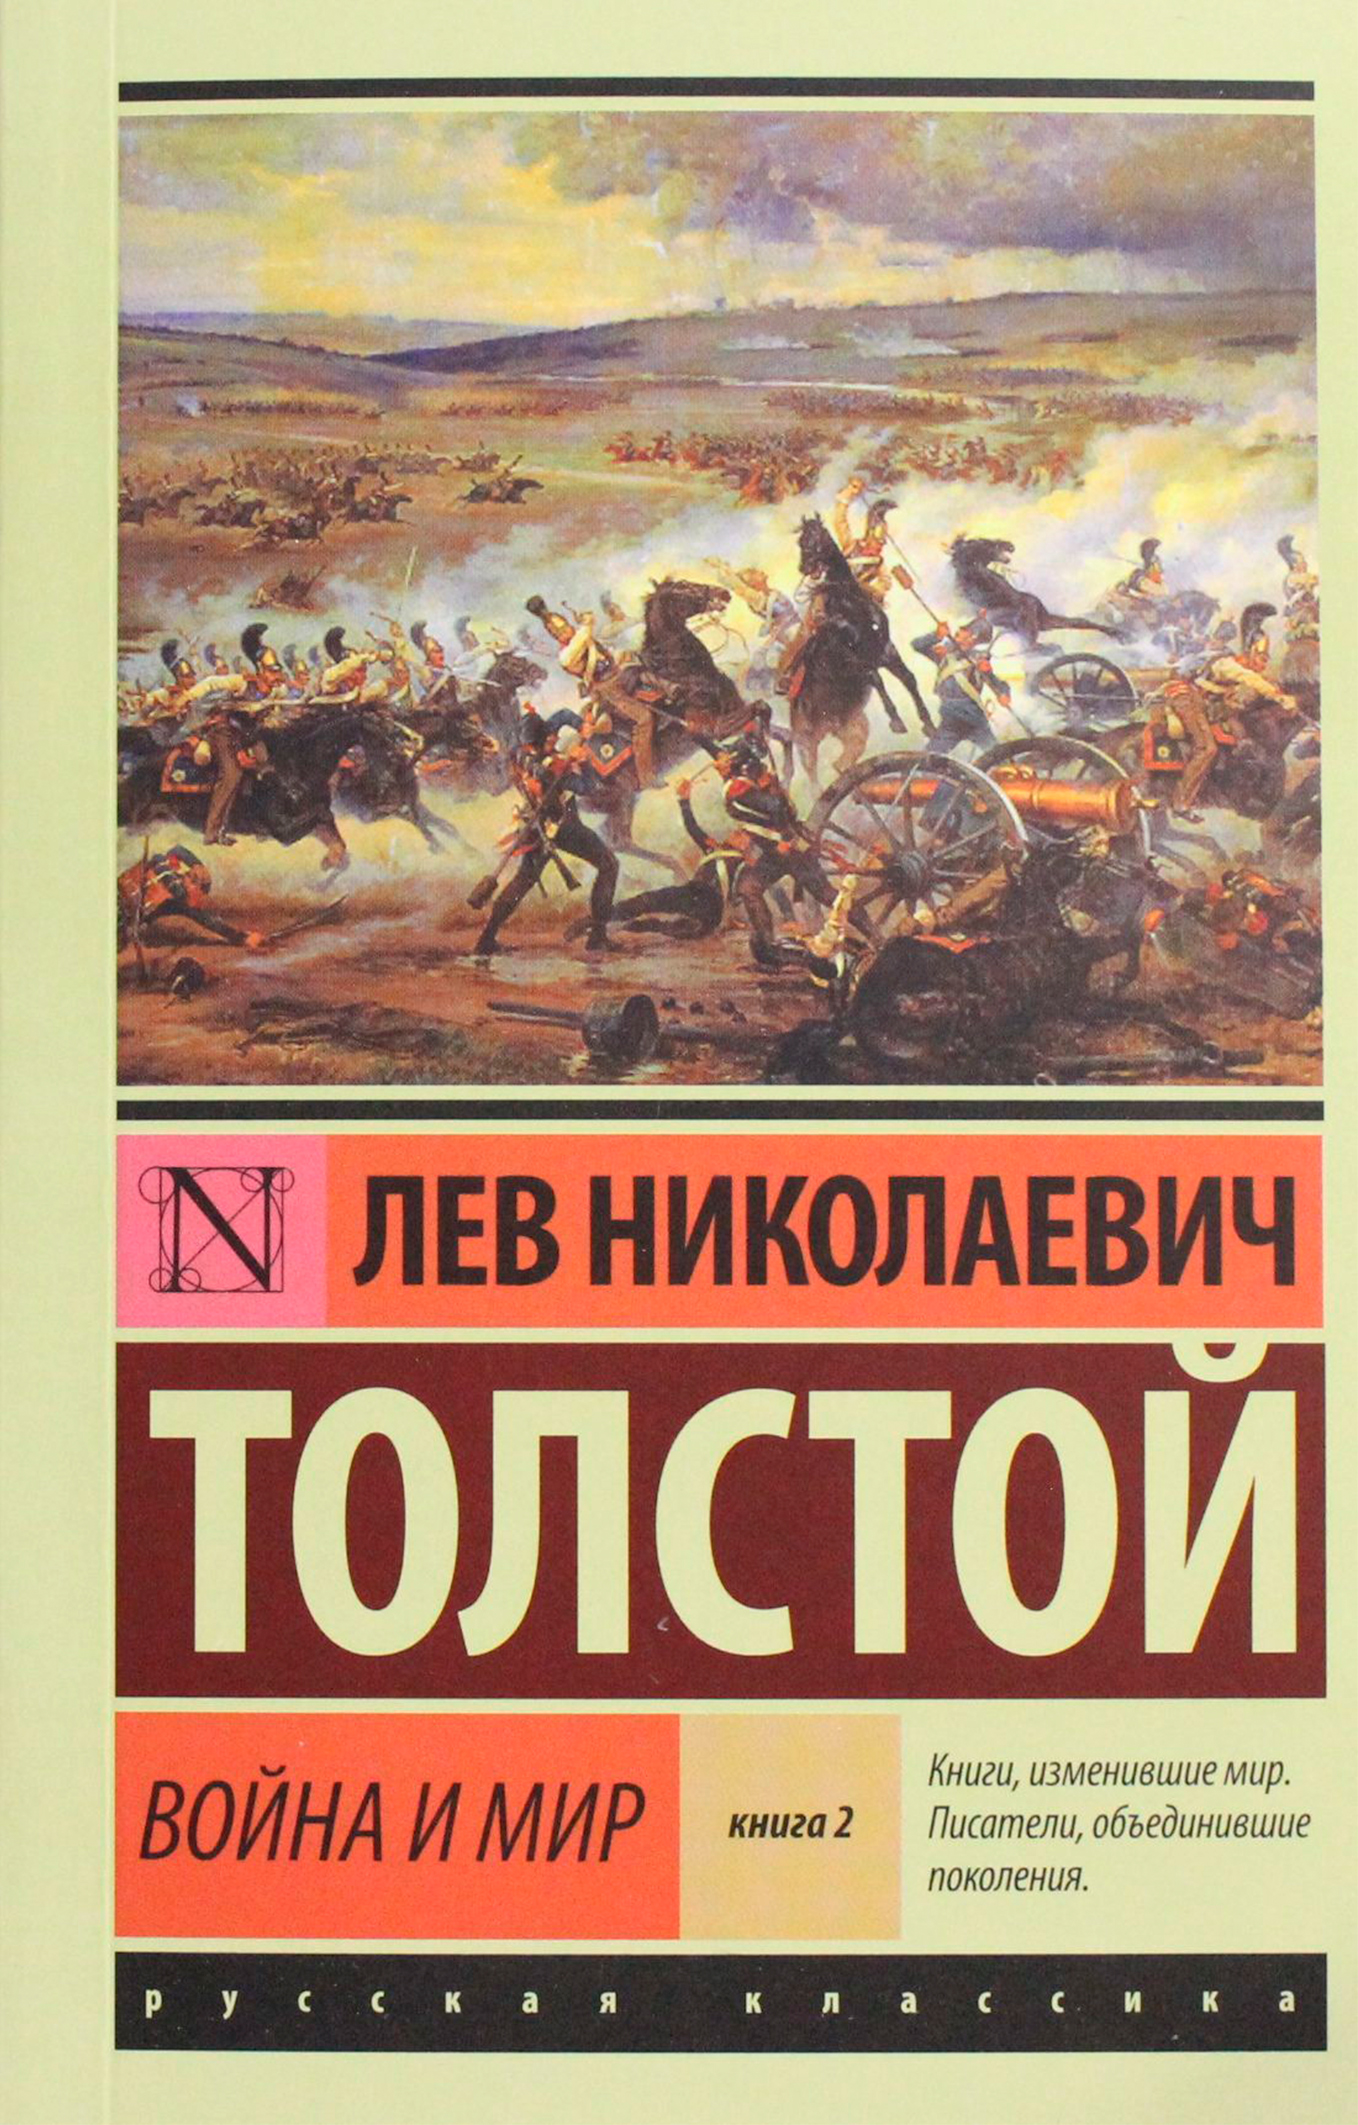 N
ЛЕВ НИКОЛАЕВИЧ
ТОЛСТОЙ
ВОЙНА И МИР
книга 2
Книги, изменившие мир.
Писатели, объединившие
поколения.
русская классика